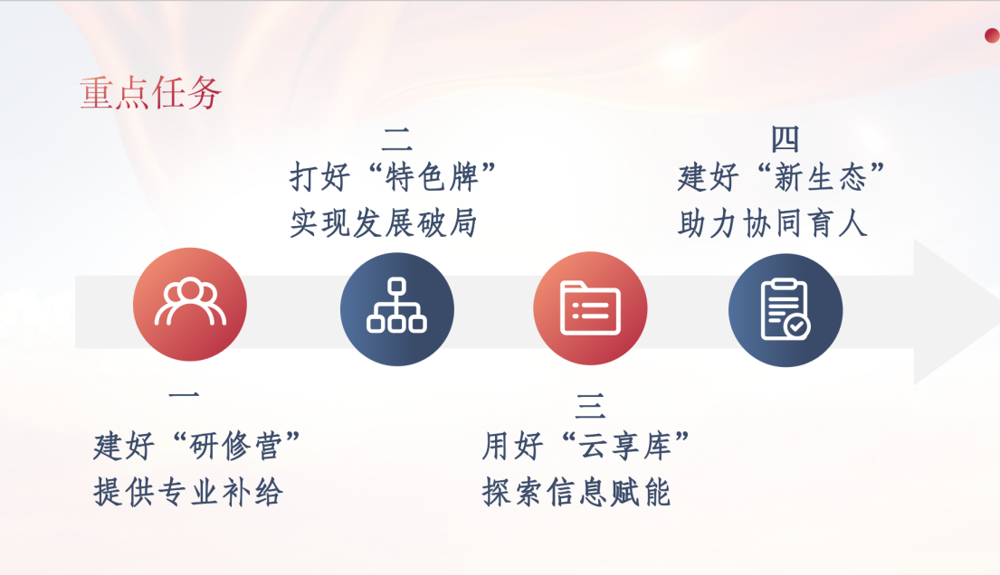 重点任务
一
建好“研修营”
提供专业补给
二
打好“特色牌”
实现发展破局
三
用好“云享库”
探索信息赋能
四
建好“新生态”
助力协同育人